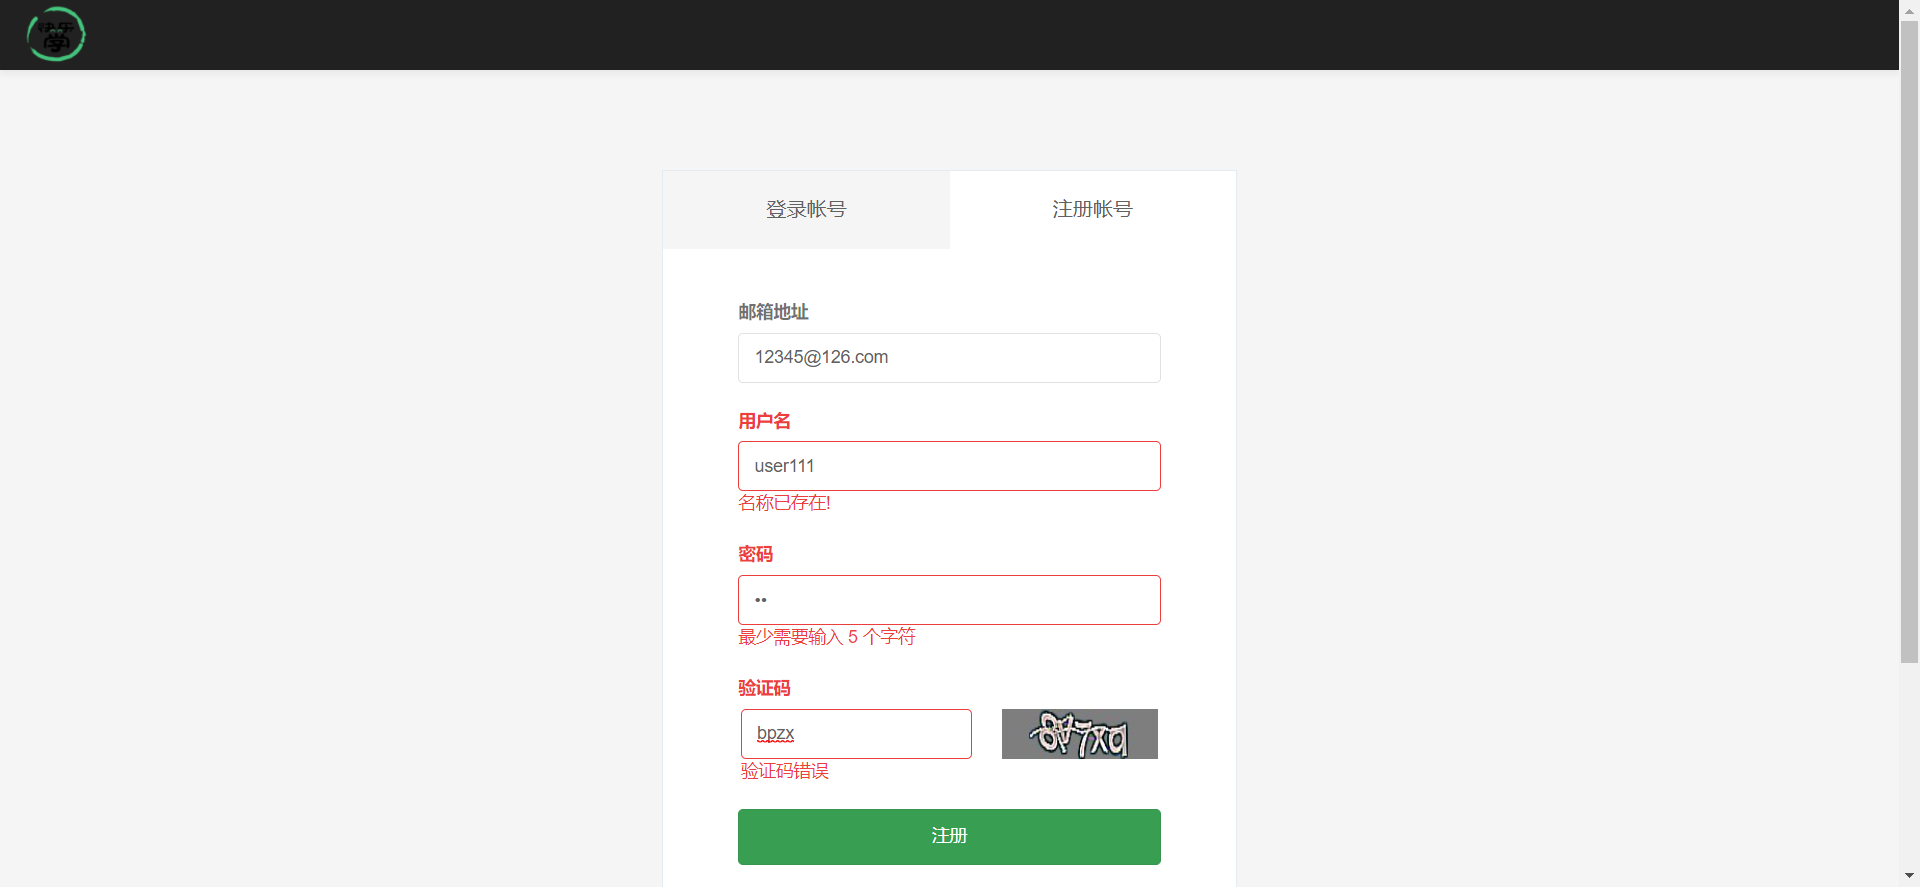 快乐
學
登录帐号
注册帐号
邮箱地址
12345@126.com
用户名
user111
名称已存在!
密码
••
最少需要输入 5 个字符
验证码
bpzx
验证码错误
注册